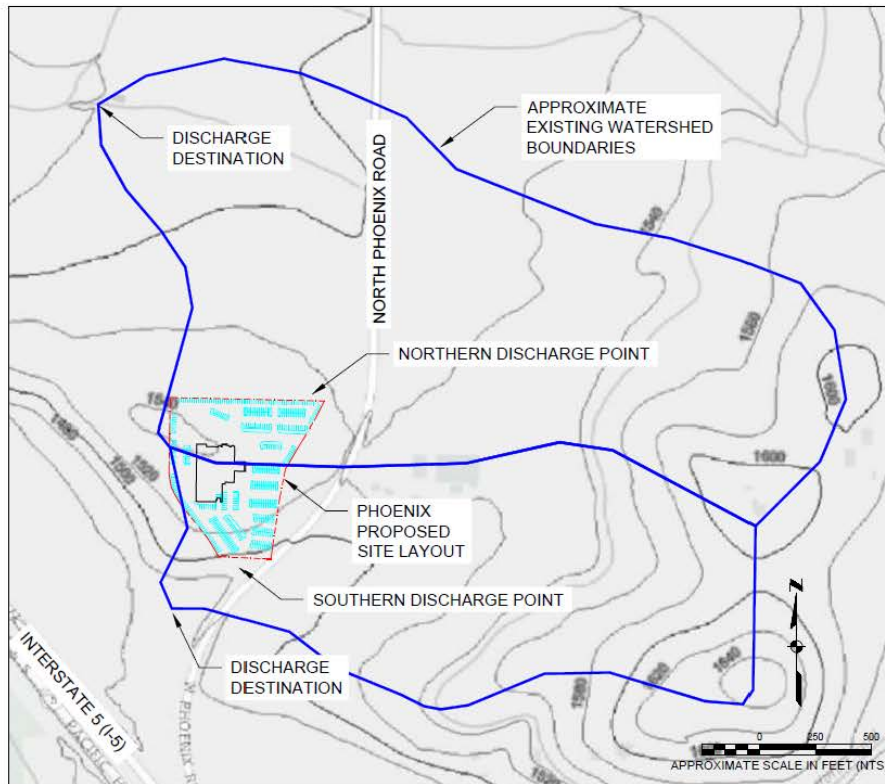 DISCHARGE
DESTINATION
APPROXIMATE
EXISTING WATERSHED
BOUNDARIES
NORTH PHOENIX ROAD
1540
1560
NORTHERN DISCHARGE POINT
1540
1600
1480
1520
1500
1600
PHOENIX
PROPOSED
SITE LAYOUT
SOUTHERN DISCHARGE POINT
N
INTERSTATE 5 (I-5)
DISCHARGE
DESTINATION
1640
1620
1580
0 250 500
APPROXIMATE SCALE IN FEET (NTS